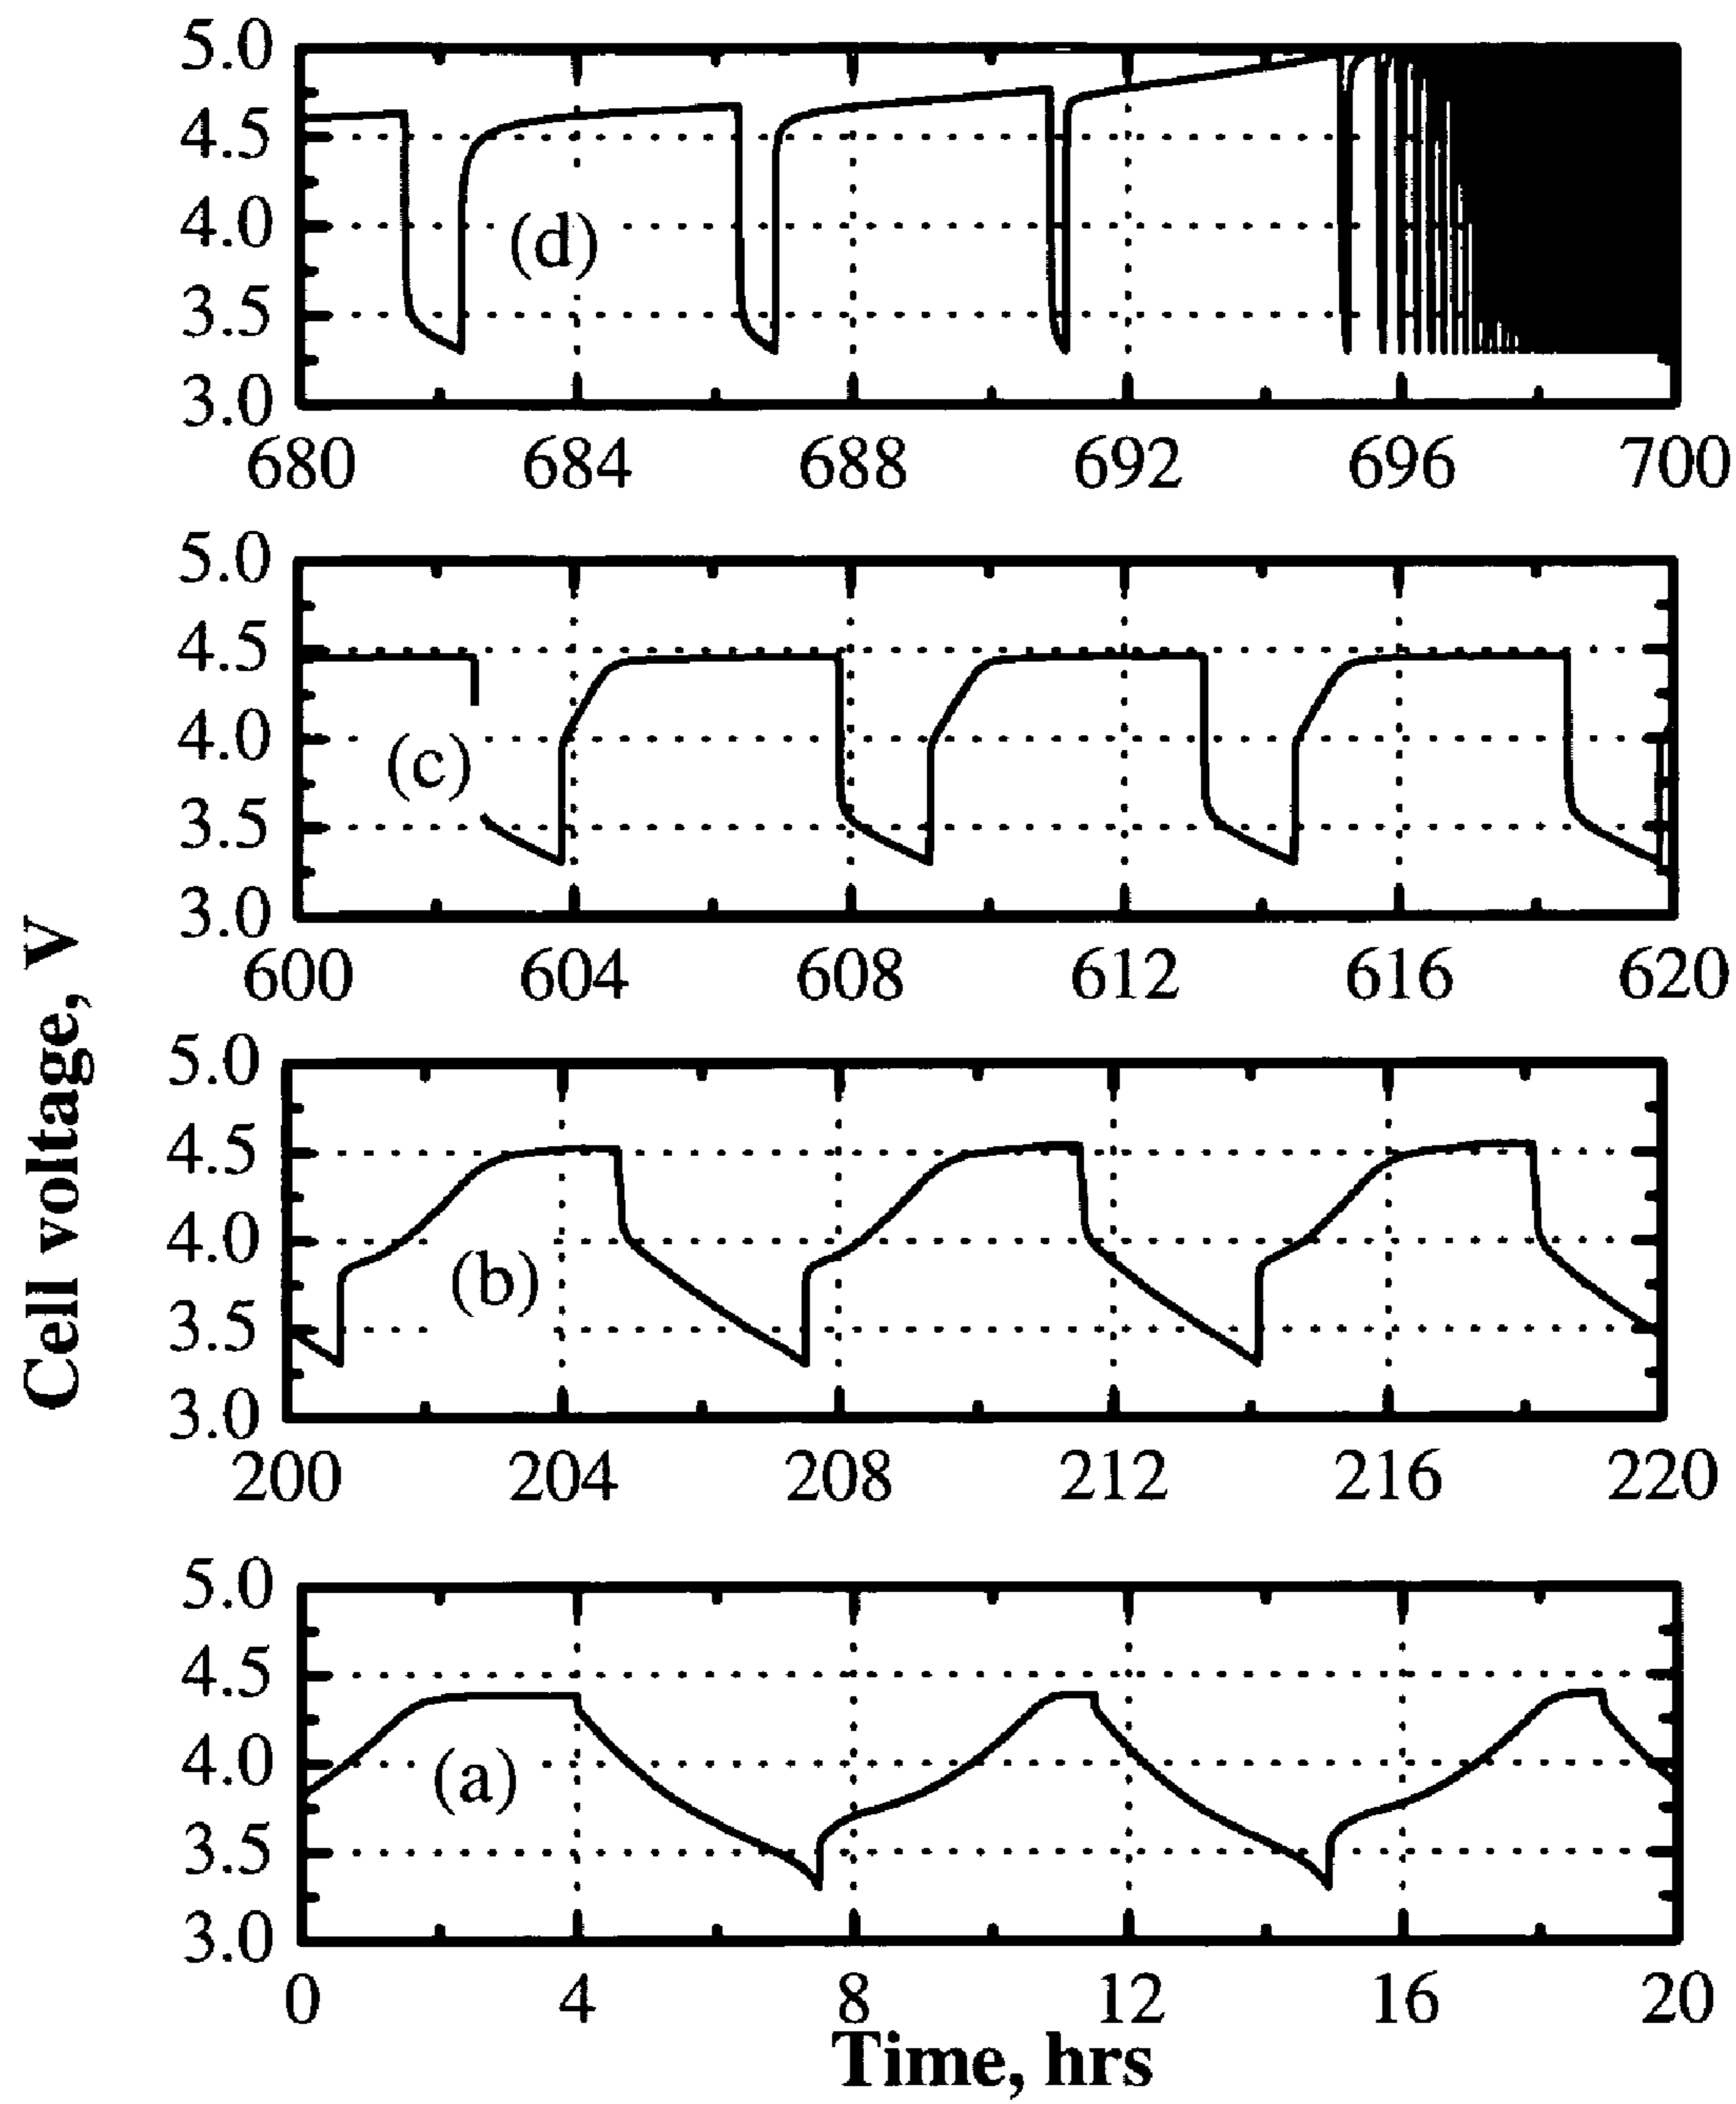 5.0
4.5
4.0
(d)
3.5
3.0
680 684 688 692 696 700
5.0
4.5
4.0
(c)
3.5
3.0
600 604 608 612 616 620
Cell voltage, V
5.0
4.5
4.0
(b)
3.5
3.0
200 204 208 212 216 220
5.0
4.5
4.0
(a)
3.5
3.0
0 4 8 12 16 20
Time, hrs